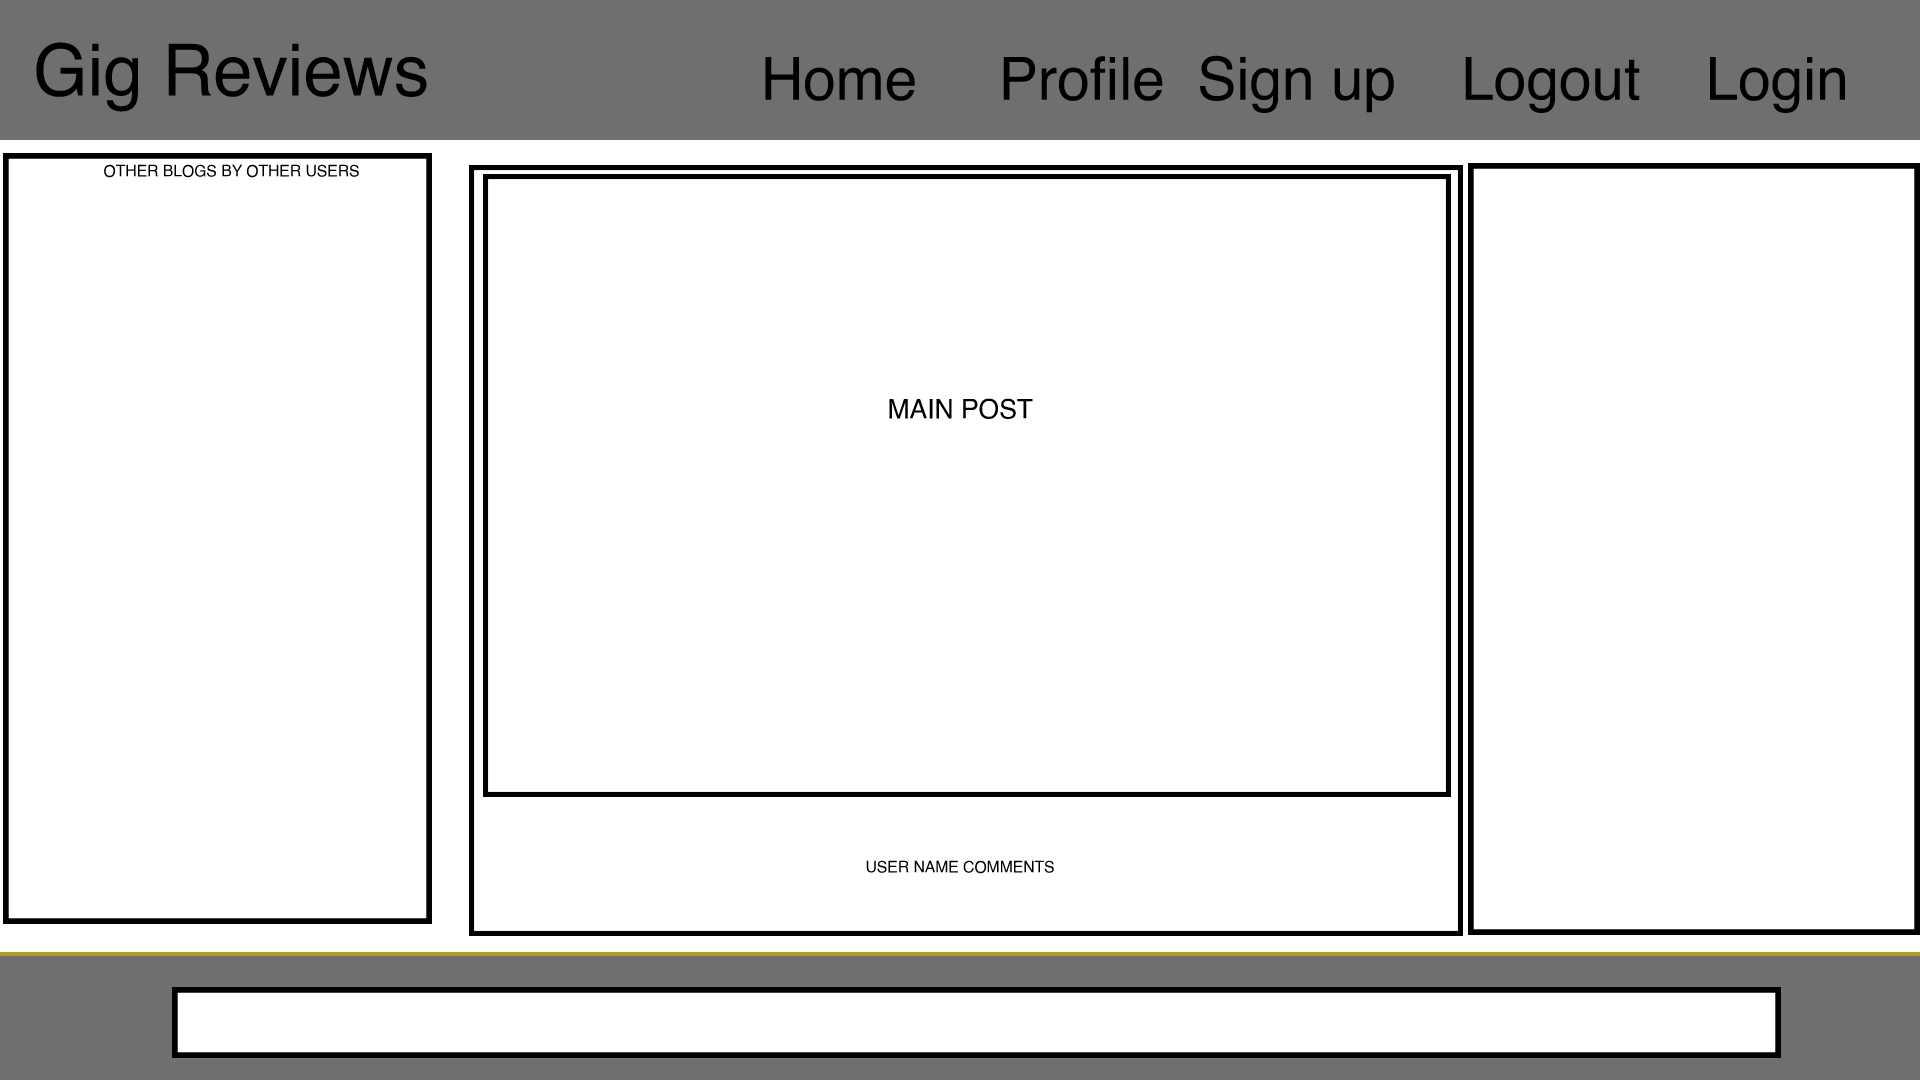 Gig Reviews
Home Profile Sign up Logout Login
OTHER BLOGS BY OTHER USERS
MAIN POST
USER NAME COMMENTS